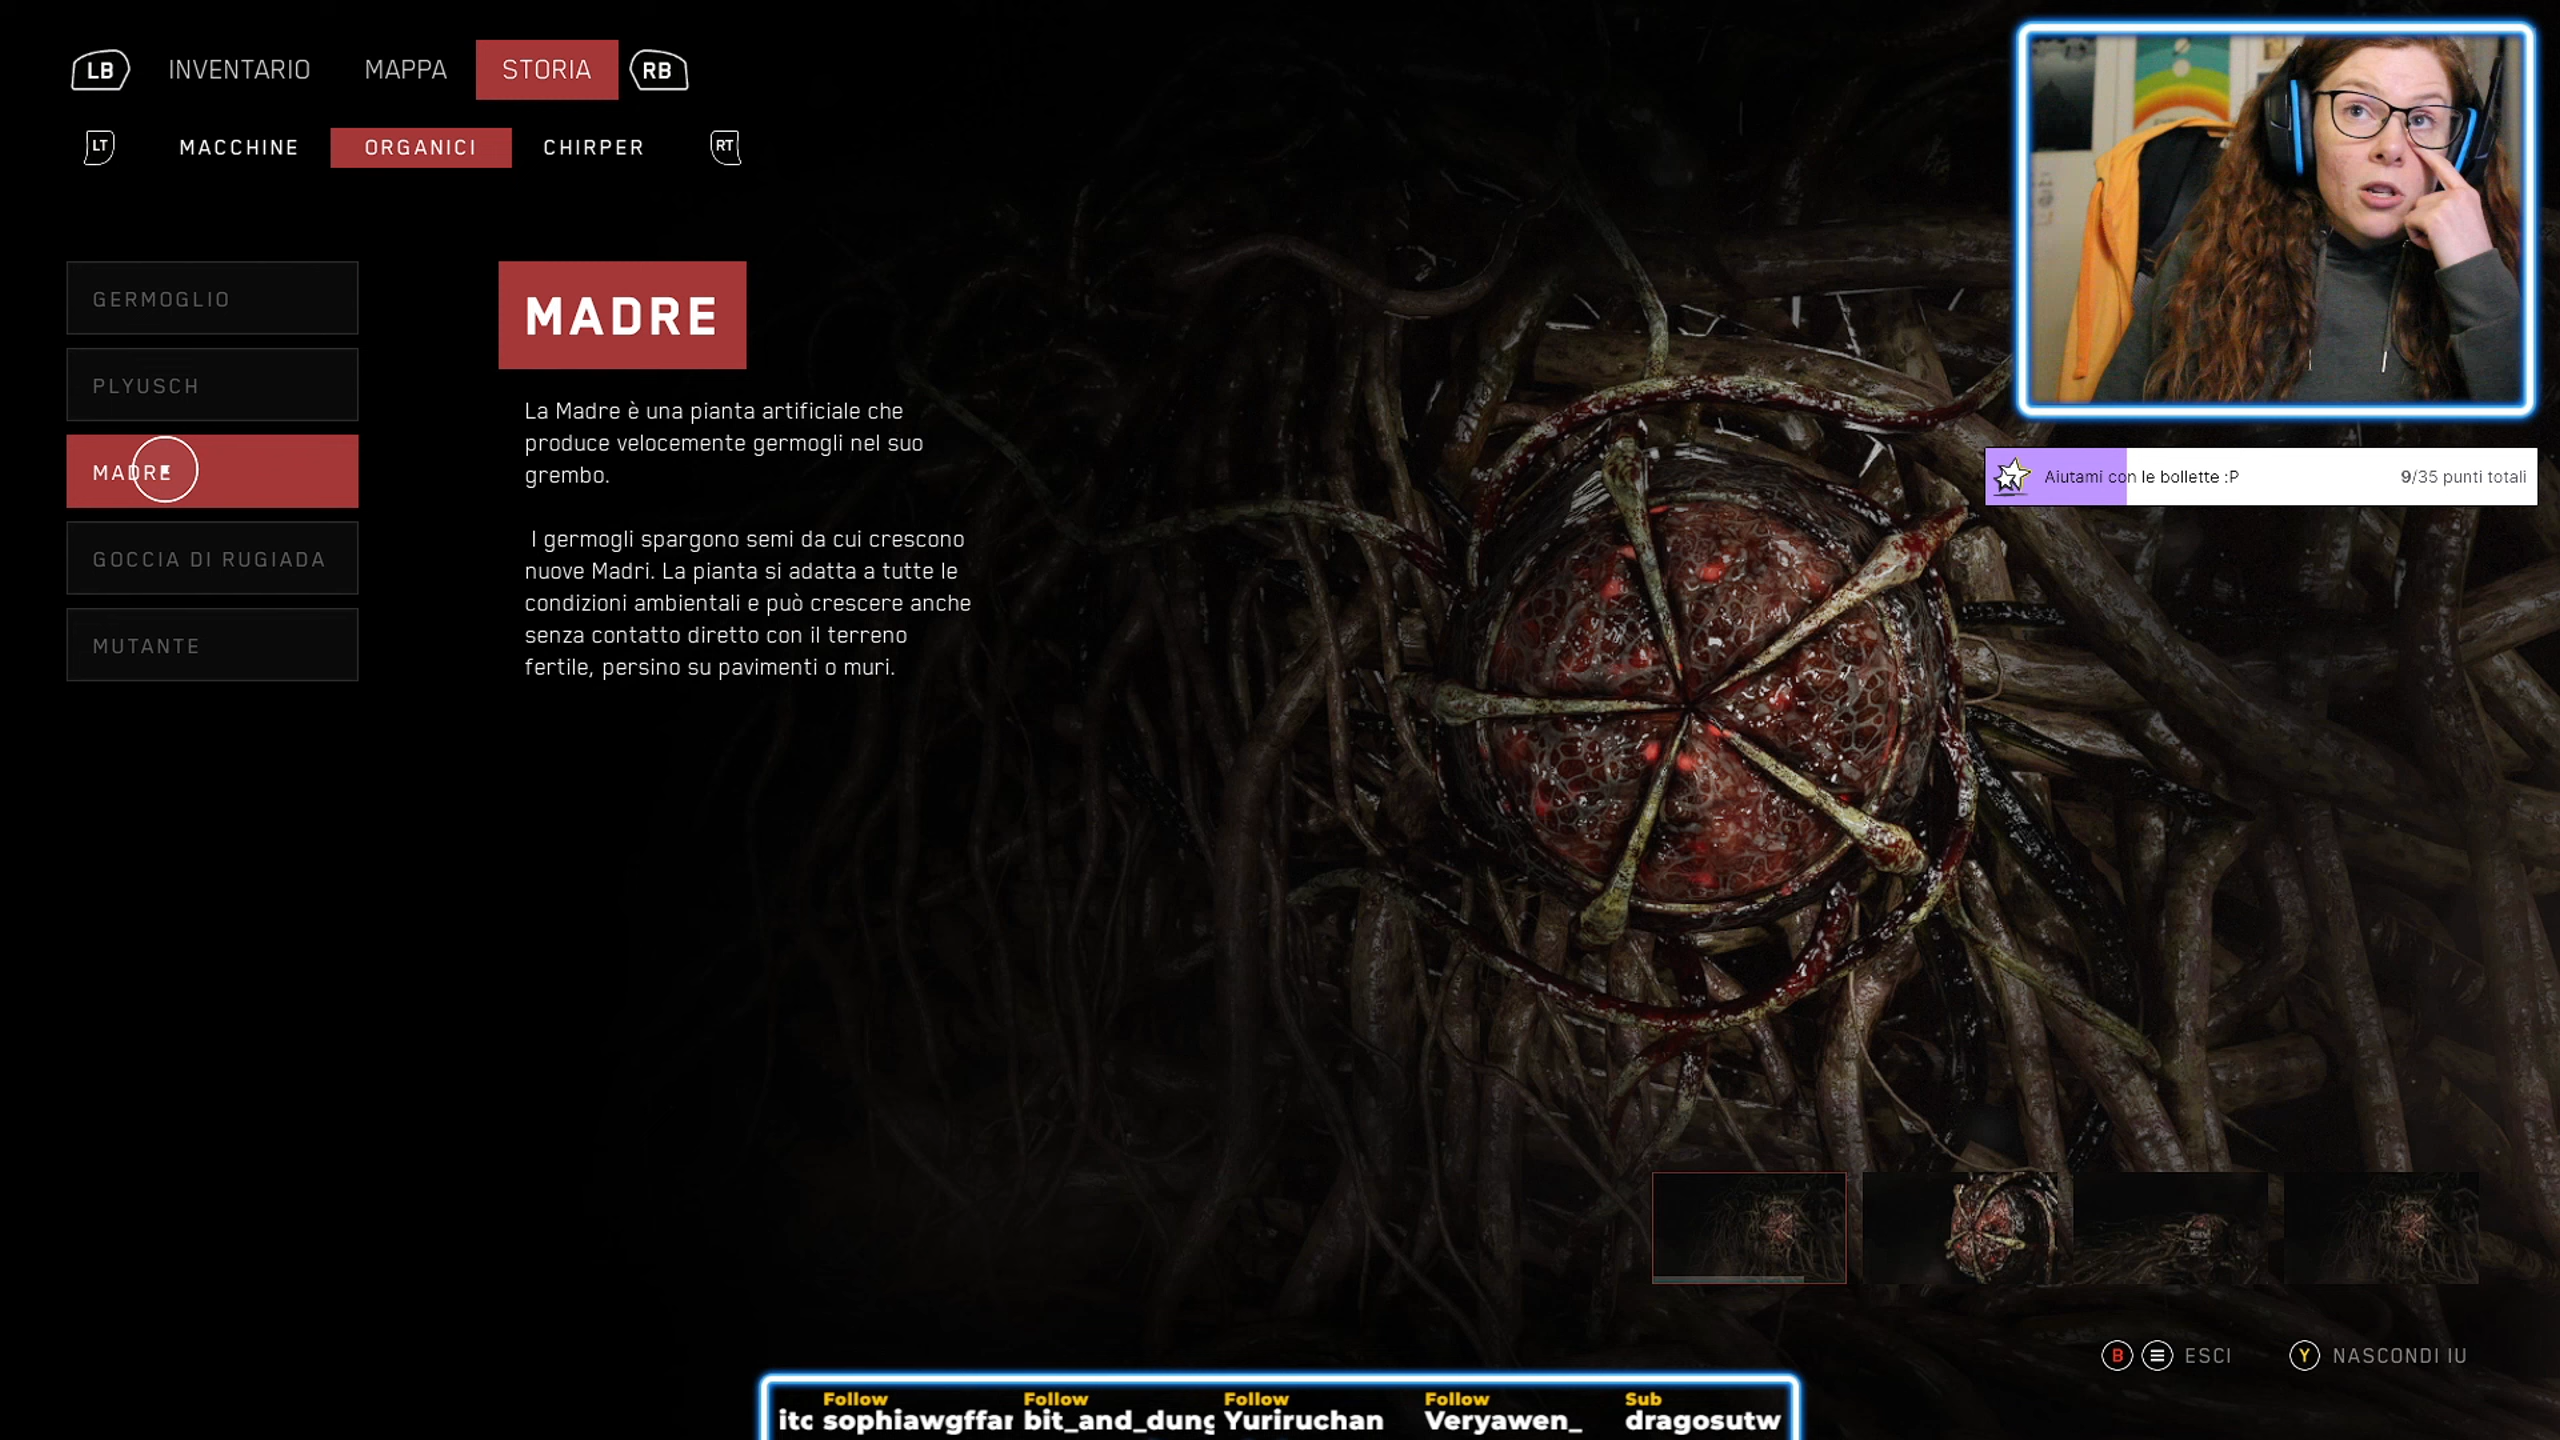 LB INVENTARIO MAPPA STORIA RB
LT MACCHINE ORGANICI CHIRPER RT
GERMOGLIO
PLYUSCH
MADRE
GOCCIA DI RUGIADA
MUTANTE
MADRE
La Madre è una pianta artificiale che
produce velocemente germogli nel suo
grembo.
I germogli spargono semi da cui crescono
nuove Madri. La pianta si adatta a tutte le
condizioni ambientali e può crescere anche
senza contatto diretto con il terreno
fertile, persino su pavimenti o muri.
Aiutami con le bollette :P 9/35 punti totali
B ESCI Y NASCONDI IU
Follow Follow Follow Follow Sub
itc sophiawgffar bit_and_dung Yuriruchan Veryawen_ dragosutw